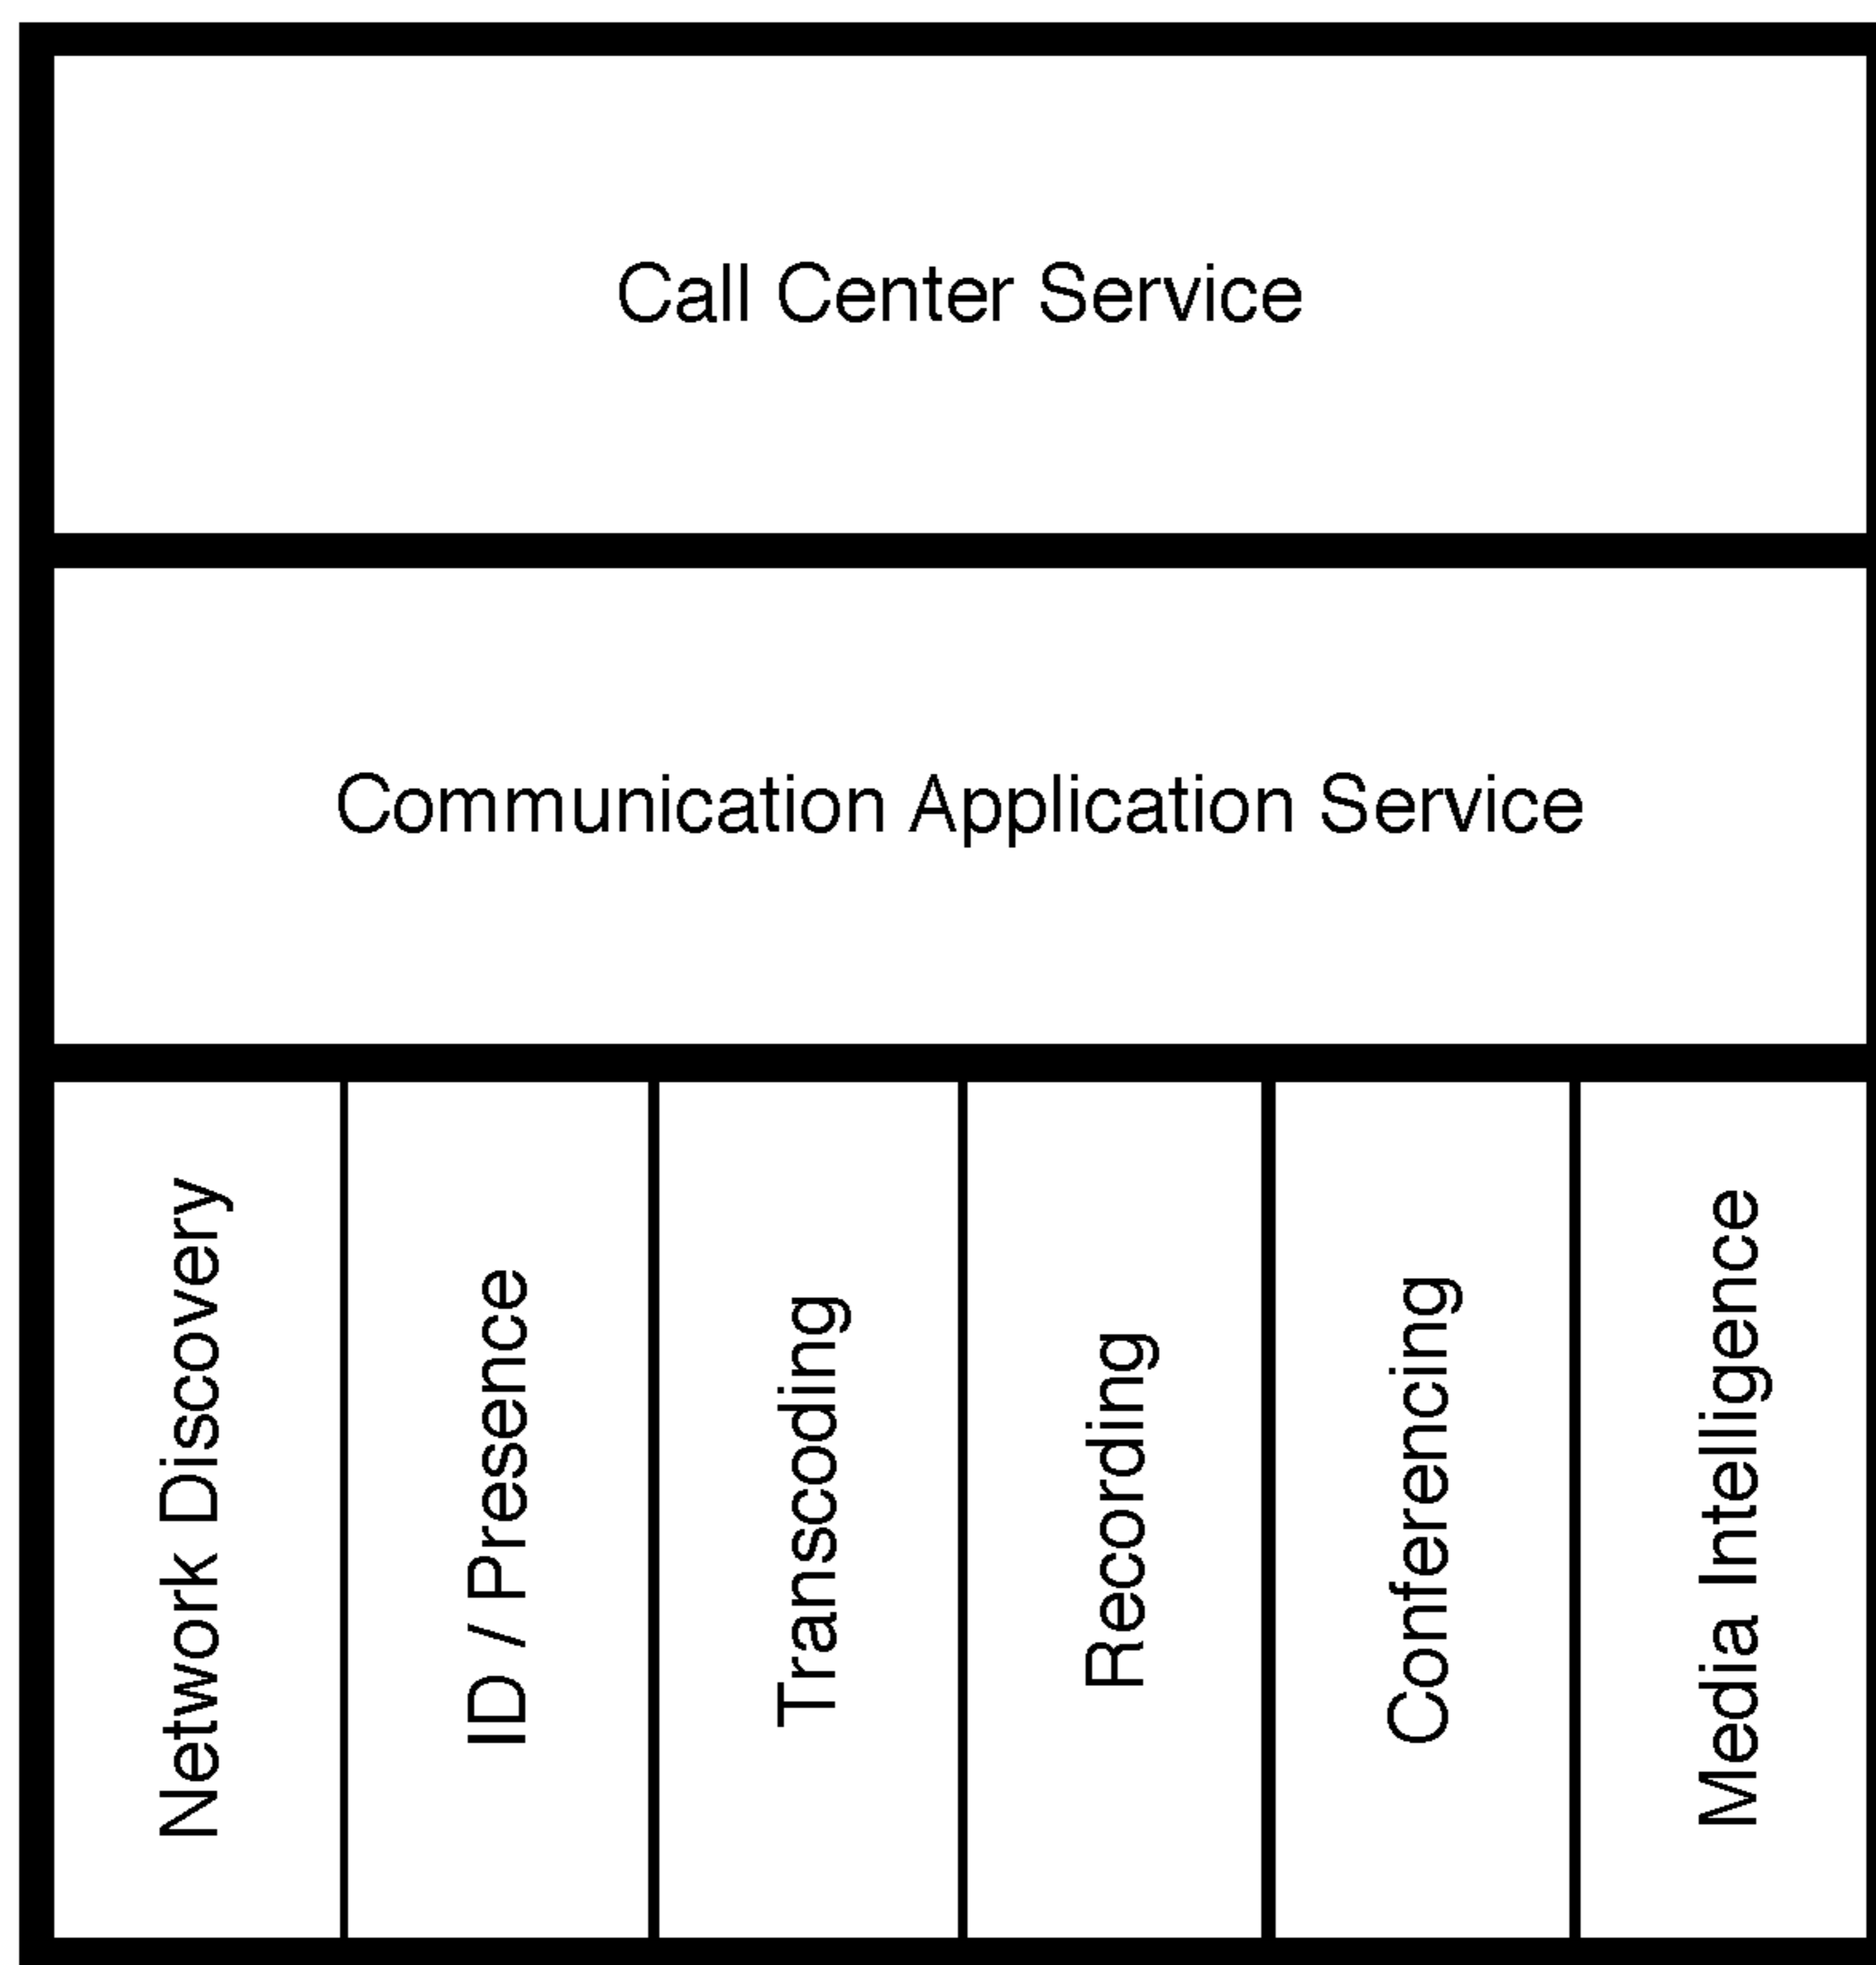 Call Center Service
Communication Application Service
Network Discovery
ID / Presence
Transcoding
Recording
Conferencing
Media Intelligence